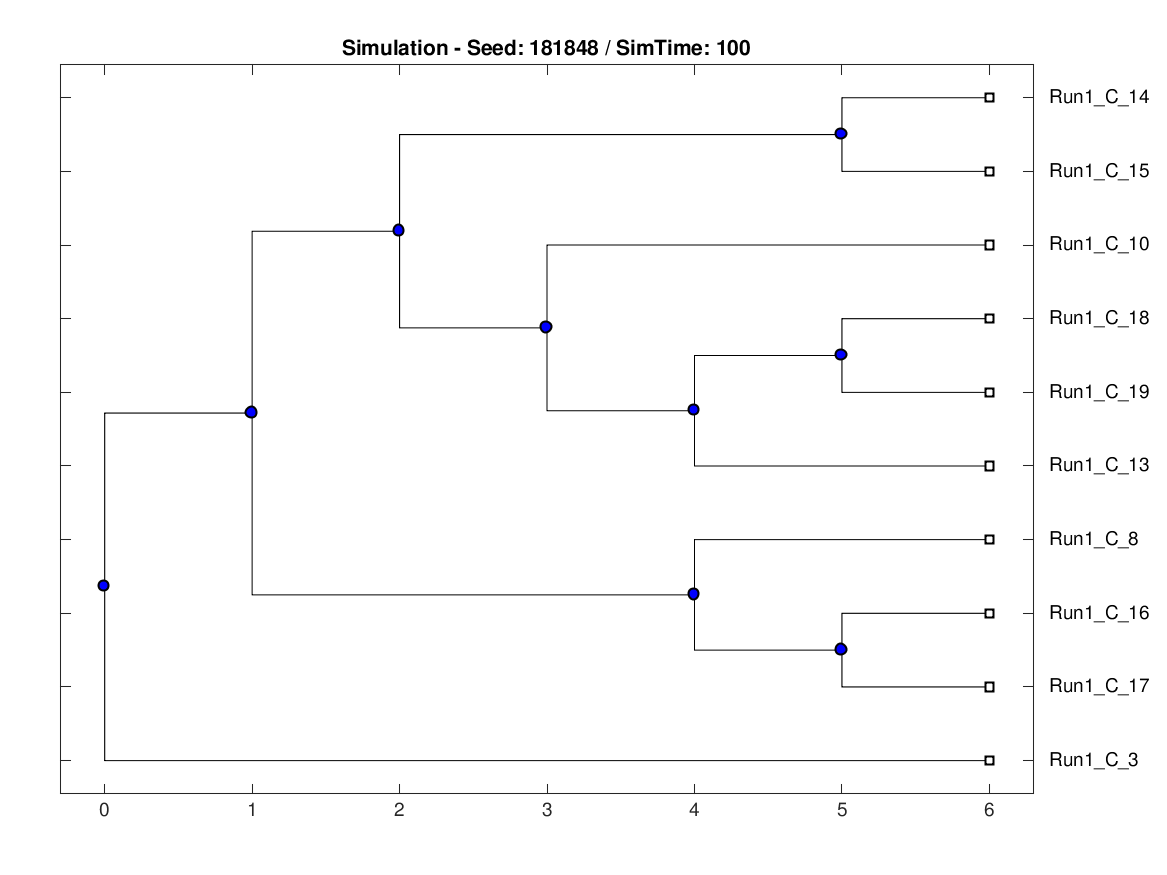 Simulation - Seed: 181848 / SimTime: 100
Run1_C_14
Run1_C_15
Run1_C_10
Run1_C_18
Run1_C_19
Run1_C_13
Run1_C_8
Run1_C_16
Run1_C_17
Run1_C_3
0 1 2 3 4 5 6